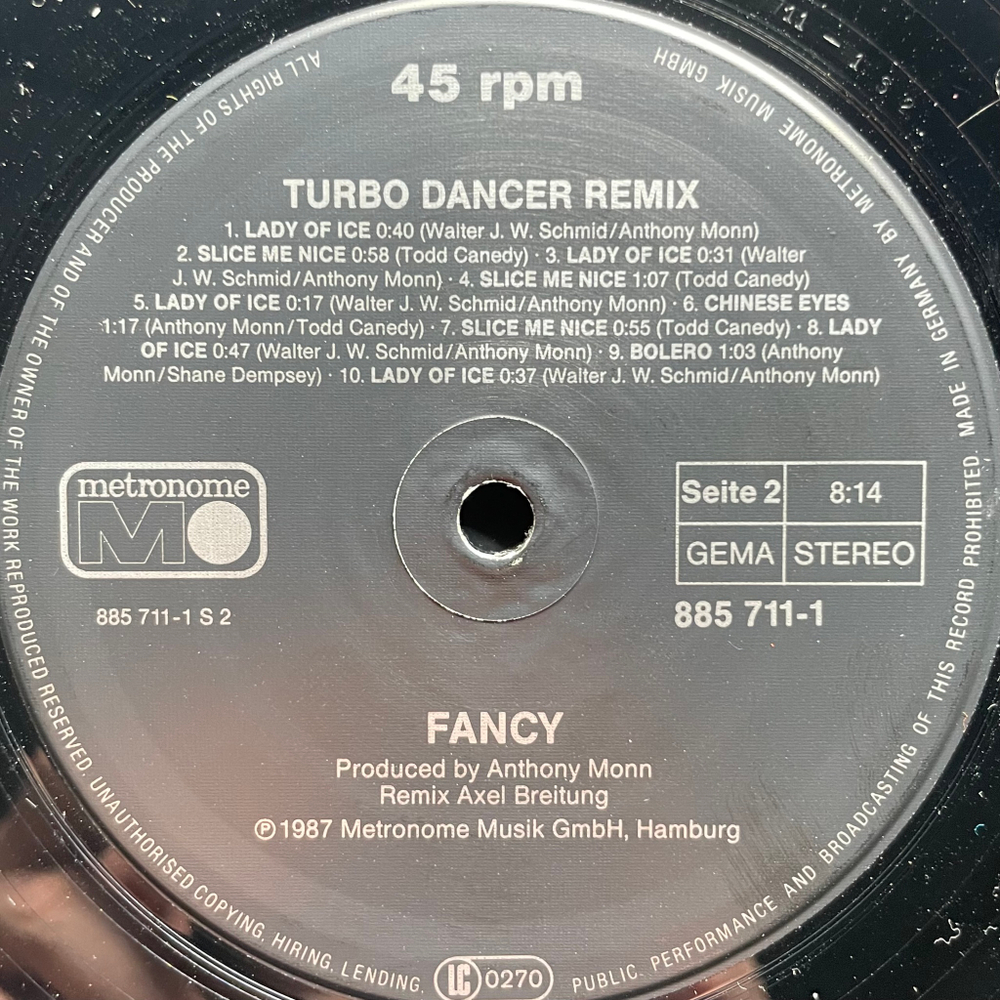 45 rpm
TURBO DANCER REMIX
1. LADY OF ICE 0:40 (Walter J. W. Schmid/Anthony Monn)
2. SLICE ME NICE 0:58 (Todd Canedy) · 3. LADY OF ICE 0:31 (Walter
J. W. Schmid/Anthony Monn) · 4. SLICE ME NICE 1:07 (Todd Canedy)
5. LADY OF ICE 0:17 (Walter J. W. Schmid/Anthony Monn) · 6. CHINESE EYES
1:17 (Anthony Monn/Todd Canedy) · 7. SLICE ME NICE 0:55 (Todd Canedy) · 8. LADY
OF ICE 0:47 (Walter J. W. Schmid/Anthony Monn) · 9. BOLERO 1:03 (Anthony
Monn/Shane Dempsey) · 10. LADY OF ICE 0:37 (Walter J. W. Schmid/Anthony Monn)
metronome
M
885 711-1 S 2
Seite 2 8:14
GEMA STEREO
885 711-1
FANCY
Produced by Anthony Monn
Remix Axel Breitung
℗ 1987 Metronome Musik GmbH, Hamburg
ALL RIGHTS OF THE PRODUCER AND OF THE OWNER OF THE WORK REPRODUCED RESERVED. UNAUTHORISED COPYING, HIRING, LENDING, PUBLIC PERFORMANCE AND BROADCASTING OF THIS RECORD PROHIBITED. MADE IN GERMANY BY METRONOME MUSIK GMBH
LC 0270